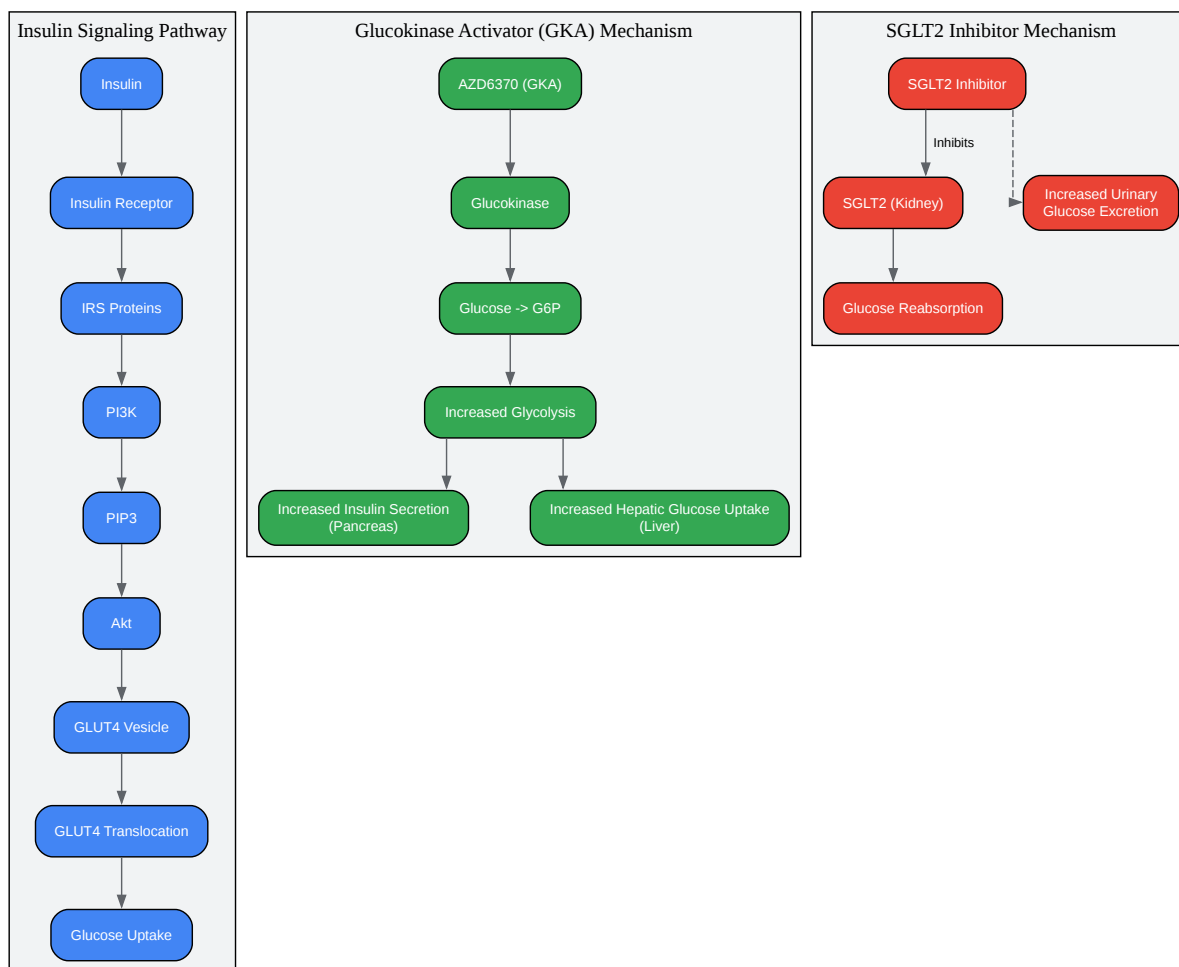 Insulin Signaling Pathway
Insulin
Insulin Receptor
IRS Proteins
PI3K
PIP3
Akt
GLUT4 Vesicle
GLUT4 Translocation
Glucose Uptake
Glucokinase Activator (GKA) Mechanism
AZD6370 (GKA)
Glucokinase
Glucose -> G6P
Increased Glycolysis
Increased Insulin Secretion
(Pancreas)
Increased Hepatic Glucose Uptake
(Liver)
SGLT2 Inhibitor Mechanism
SGLT2 Inhibitor
Inhibits
SGLT2 (Kidney)
Increased Urinary
Glucose Excretion
Glucose Reabsorption